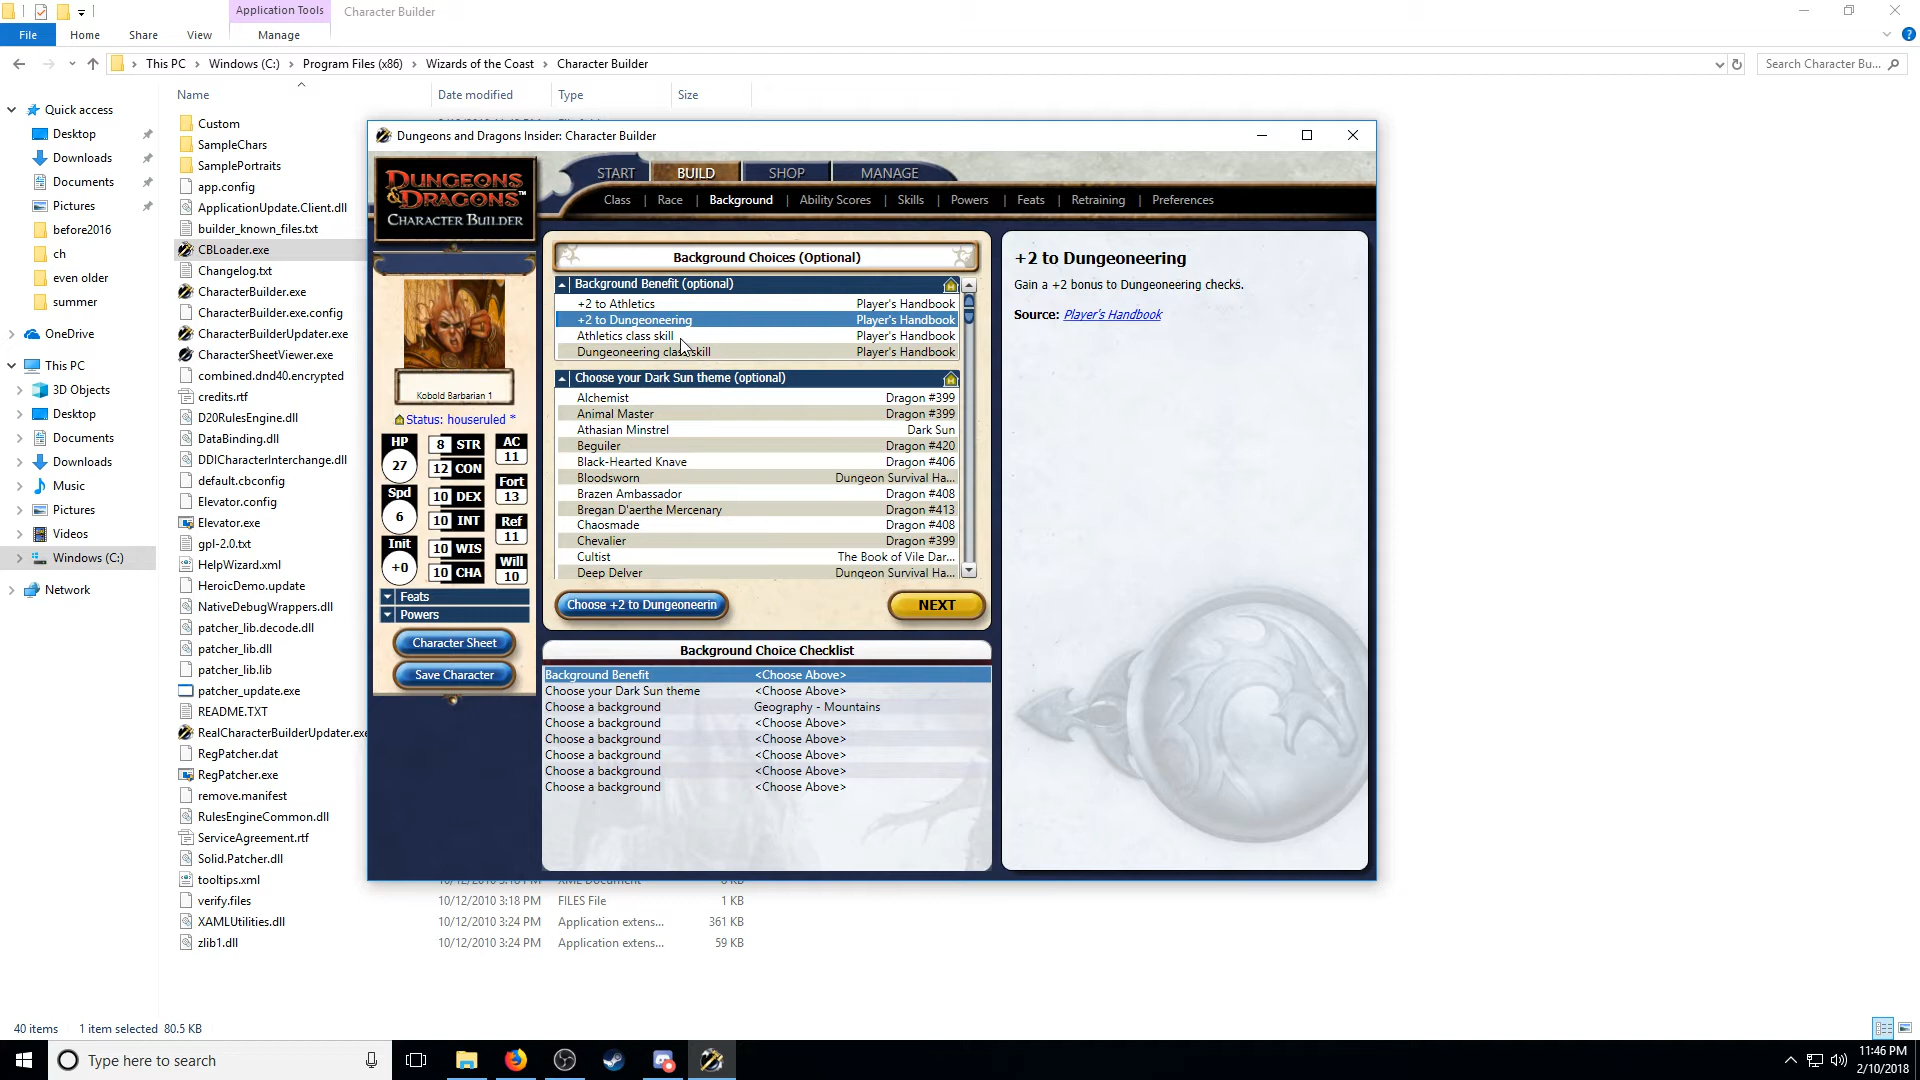 Application Tools
Character Builder
File
Home
Share
View
Manage
This PC
Windows (C:)
Program Files (x86)
Wizards of the Coast
Character Builder
Search Character Bu...
Name
Date modified
Type
Size
Quick access
Desktop
Downloads
Documents
Pictures
before2016
ch
even older
summer
OneDrive
This PC
3D Objects
Desktop
Documents
Downloads
Music
Pictures
Videos
Windows (C:)
Network
Custom
SampleChars
SamplePortraits
app.config
ApplicationUpdate.Client.dll
builder_known_files.txt
CBLoader.exe
Changelog.txt
CharacterBuilder.exe
CharacterBuilder.exe.config
CharacterBuilderUpdater.exe
CharacterSheetViewer.exe
combined.dnd40.encrypted
credits.rtf
D20RulesEngine.dll
DataBinding.dll
DDICharacterInterchange.dll
default.cbconfig
Elevator.config
Elevator.exe
gpl-2.0.txt
HelpWizard.xml
HeroicDemo.update
NativeDebugWrappers.dll
patcher_lib.decode.dll
patcher_lib.dll
patcher_lib.lib
patcher_update.exe
README.TXT
RealCharacterBuilderUpdater.exe
RegPatcher.dat
RegPatcher.exe
remove.manifest
RulesEngineCommon.dll
ServiceAgreement.rtf
Solid.Patcher.dll
tooltips.xml
verify.files 10/12/2010 3:18 PM FILES File 1 KB
XAMLUtilities.dll 10/12/2010 3:24 PM Application extens... 361 KB
zlib1.dll 10/12/2010 3:24 PM Application extens... 59 KB
40 items 1 item selected 80.5 KB
Dungeons and Dragons Insider: Character Builder
DUNGEONS & DRAGONS™
CHARACTER BUILDER
START
BUILD
SHOP
MANAGE
Class | Race | Background | Ability Scores | Skills | Powers | Feats | Retraining | Preferences
Kobold Barbarian 1
Status: houseruled *
HP
27
Spd
6
Init
+0
8 STR
12 CON
10 DEX
10 INT
10 WIS
10 CHA
AC
11
Fort
13
Ref
11
Will
10
Feats
Powers
Character Sheet
Save Character
Background Choices (Optional)
Background Benefit (optional)
+2 to Athletics Player's Handbook
+2 to Dungeoneering Player's Handbook
Athletics class skill Player's Handbook
Dungeoneering class skill Player's Handbook
Choose your Dark Sun theme (optional)
Alchemist Dragon #399
Animal Master Dragon #399
Athasian Minstrel Dark Sun
Beguiler Dragon #420
Black-Hearted Knave Dragon #406
Bloodsworn Dungeon Survival Ha...
Brazen Ambassador Dragon #408
Bregan D'aerthe Mercenary Dragon #413
Chaosmade Dragon #408
Chevalier Dragon #399
Cultist The Book of Vile Dar...
Deep Delver Dungeon Survival Ha...
Choose +2 to Dungeoneerin
NEXT
Background Choice Checklist
Background Benefit <Choose Above>
Choose your Dark Sun theme <Choose Above>
Choose a background Geography - Mountains
Choose a background <Choose Above>
Choose a background <Choose Above>
Choose a background <Choose Above>
Choose a background <Choose Above>
Choose a background <Choose Above>
+2 to Dungeoneering
Gain a +2 bonus to Dungeoneering checks.
Source: Player's Handbook
Type here to search
11:46 PM
2/10/2018